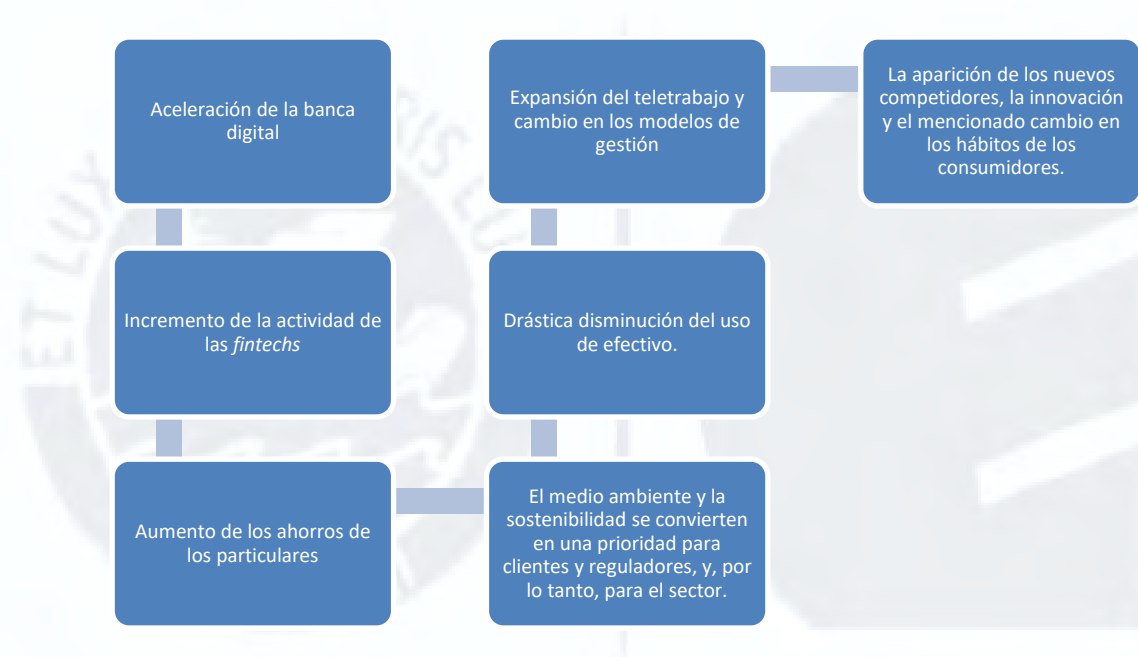 Aceleración de la banca
digital
Incremento de la actividad de
las fintechs
Aumento de los ahorros de
los particulares
El medio ambiente y la
sostenibilidad se convierten
en una prioridad para
clientes y reguladores, y, por
lo tanto, para el sector.
Drástica disminución del uso
de efectivo.
Expansión del teletrabajo y
cambio en los modelos de
gestión
La aparición de los nuevos
competidores, la innovación
y el mencionado cambio en
los hábitos de los
consumidores.
ET LUX